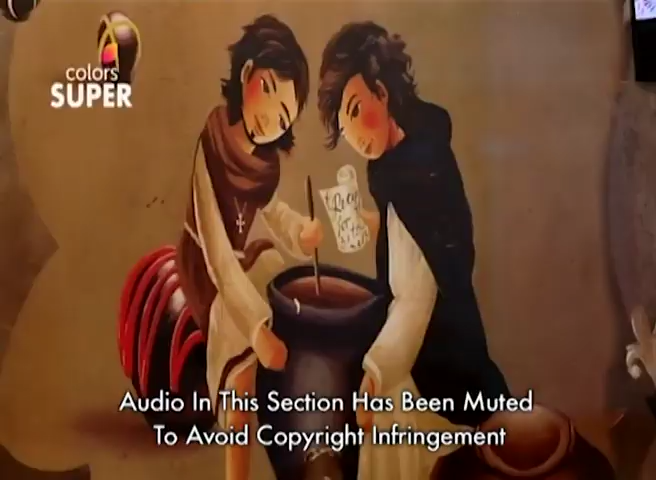 colors
SUPER
Audio In This Section Has Been Muted
To Avoid Copyright Infringement